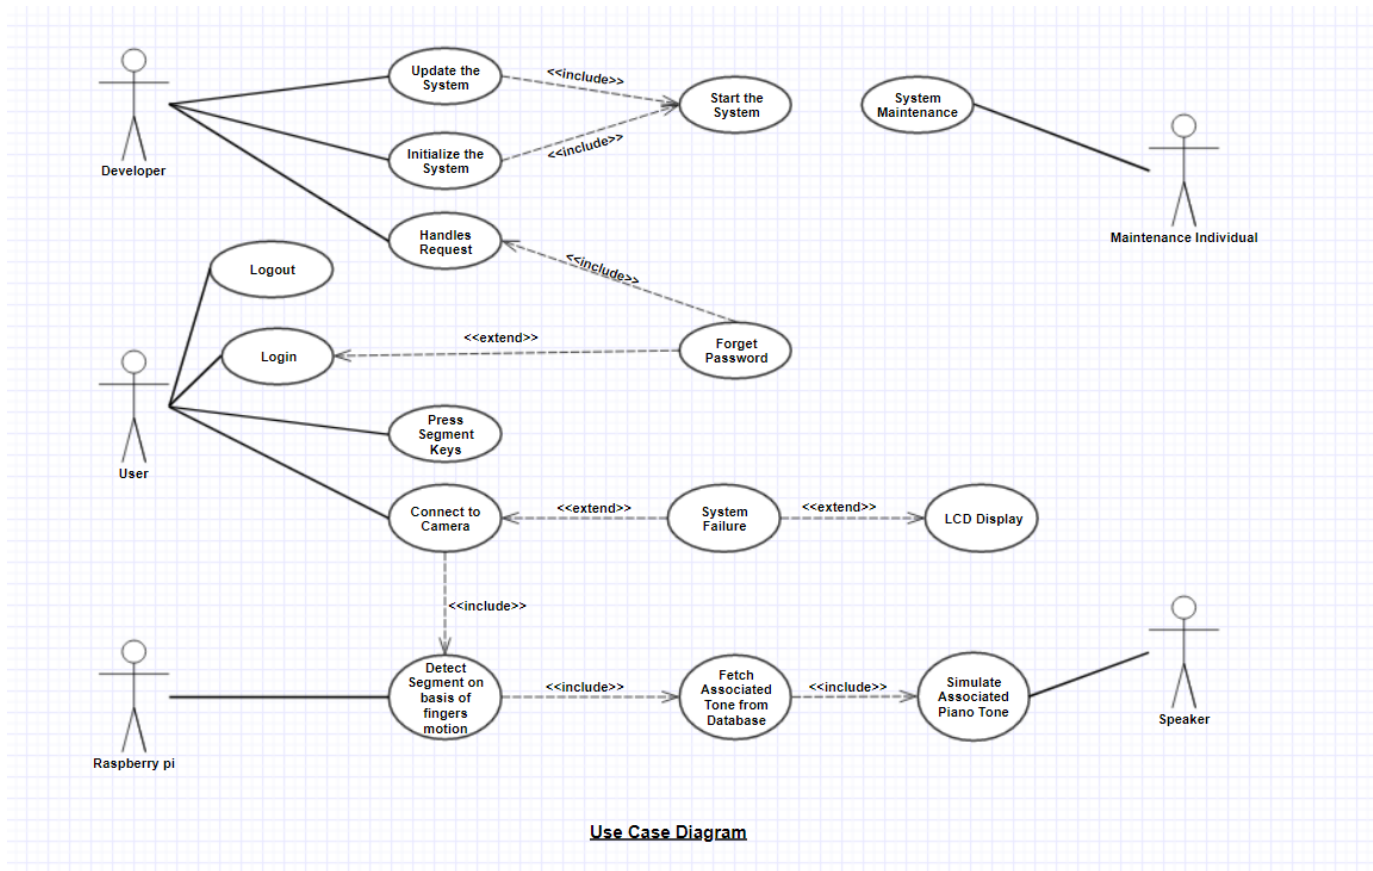 Update the
System
<<include>>
Start the
System
System
Maintenance
Developer
Initialize the
System
<<include>>
Maintenance Individual
Handles
Request
<<include>>
Logout
Login
<<extend>>
Forget
Password
User
Press
Segment
Keys
Connect to
Camera
<<extend>>
System
Failure
<<extend>>
LCD Display
<<include>>
Raspberry pi
Detect
Segment on
basis of
fingers
motion
<<include>>
Fetch
Associated
Tone from
Database
<<include>>
Simulate
Associated
Piano Tone
Speaker
Use Case Diagram